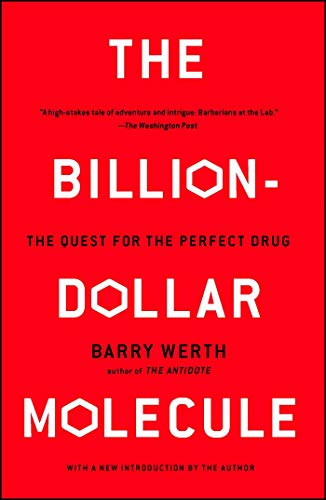 THE
"A high-stakes tale of adventure and intrigue: Barbarians at the Lab."
—The Washington Post
BILLION-
THE QUEST FOR THE PERFECT DRUG
DOLLAR
BARRY WERTH
author of THE ANTIDOTE
MOLECULE
WITH A NEW INTRODUCTION BY THE AUTHOR